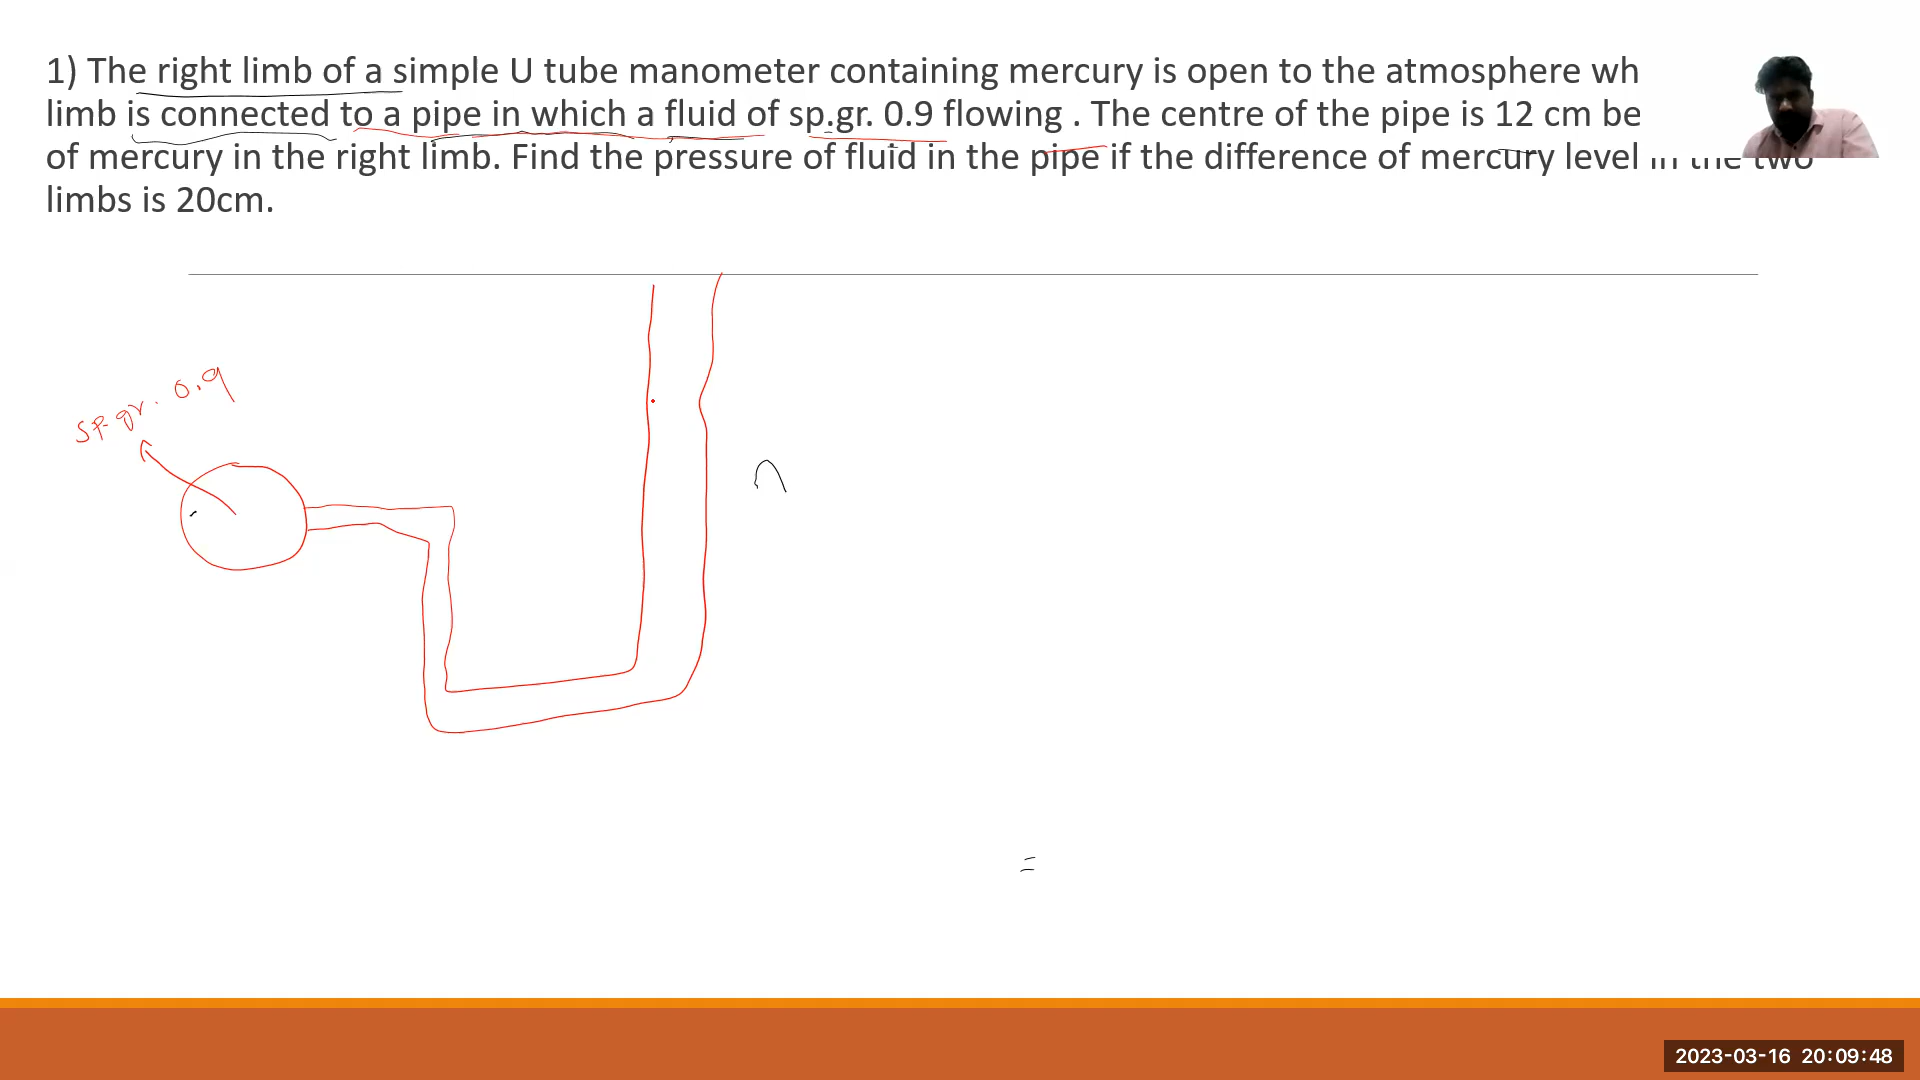 1) The right limb of a simple U tube manometer containing mercury is open to the atmosphere wh
limb is connected to a pipe in which a fluid of sp.gr. 0.9 flowing . The centre of the pipe is 12 cm be
of mercury in the right limb. Find the pressure of fluid in the pipe if the difference of mercury level in the two
limbs is 20cm.
SP. gr. 0.9
=
2023-03-16 20:09:48